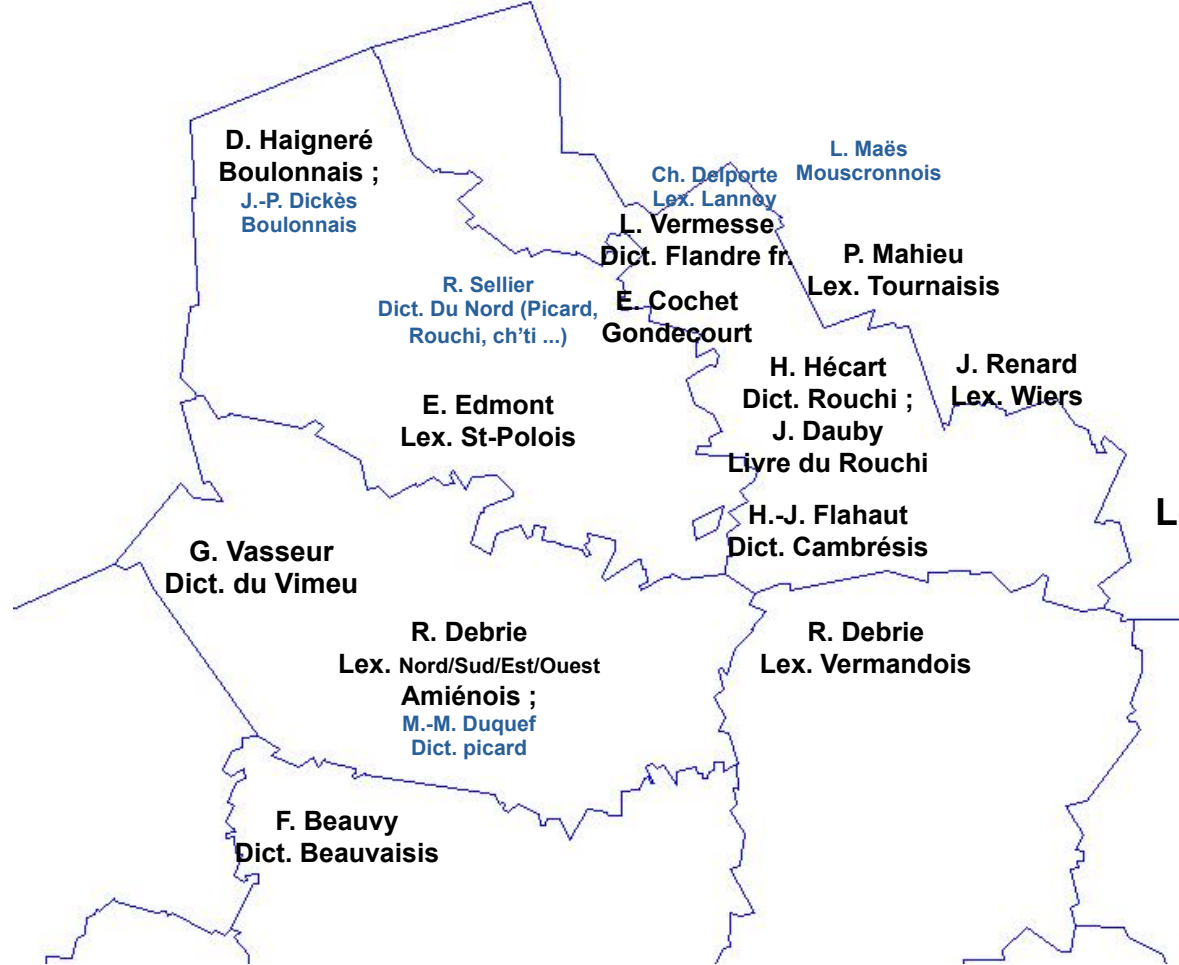 D. Haigneré
Boulonnais ;
J.-P. Dickès
Boulonnais
L. Maës
Mouscronnois
Ch. Delporte
Lex. Lannoy
L. Vermesse
Dict. Flandre fr.
P. Mahieu
Lex. Tournaisis
R. Sellier
Dict. Du Nord (Picard,
Rouchi, ch'ti ...)
E. Cochet
Gondecourt
H. Hécart
Dict. Rouchi ;
J. Dauby
Livre du Rouchi
J. Renard
Lex. Wiers
E. Edmont
Lex. St-Polois
H.-J. Flahaut
Dict. Cambrésis
L
G. Vasseur
Dict. du Vimeu
R. Debrie
Lex. Nord/Sud/Est/Ouest
Amiénois ;
M.-M. Duquef
Dict. picard
R. Debrie
Lex. Vermandois
F. Beauvy
Dict. Beauvaisis